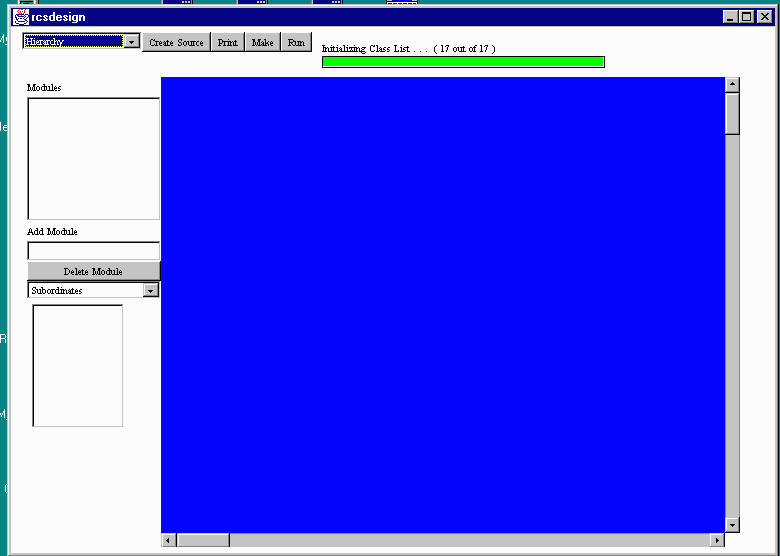 rcsdesign
Hierarchy
Create Source
Print
Make
Run
Initializing Class List . . . ( 17 out of 17 )
Modules
Add Module
Delete Module
Subordinates